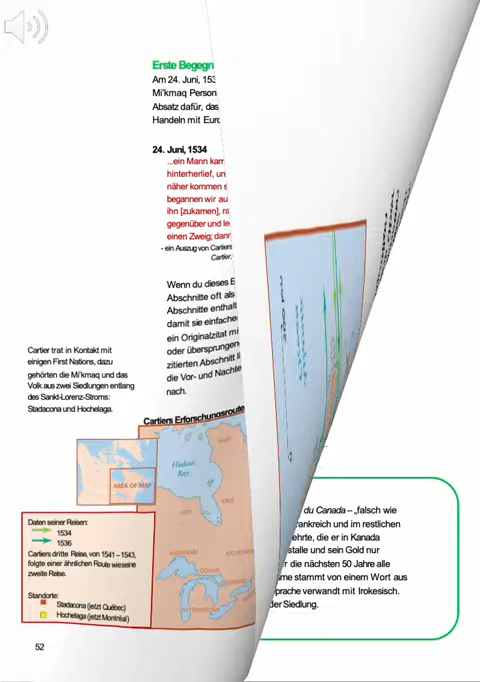 Erste Begegn
Am 24. Juni, 153
Mi'kmaq Person
Absatz dafür, das
Handeln mit Euro
24. Juni, 1534
...ein Mann kam
hinterherlief, un
näher kommen s
begannen wir au
ihn [zukamen], ra
gegenüber und le
einen Zweig; dann
- ein Auszug von Cartiers
Cartier,
Wenn du dieses E
Abschnitte oft als
Abschnitte enthalt
damit sie einfache
ein Originalzitat mi
oder übersprungen
zitierten Abschnitt li
die Vor- und Nachte
nach.
Cartier trat in Kontakt mit
einigen First Nations, dazu
gehörten die Mi'kmaq und das
Volk aus zwei Siedlungen entlang
des Sankt-Lorenz-Stroms:
Stadacona und Hochelaga.
Cartiers Erforschungsroute
Hudson
Bay
AREA OF MAP
CREE
Daten seiner Reisen:
1534
1536
Cartiers dritte Reise, von 1541 – 1543,
folgte einer ähnlichen Route wie seine
zweite Reise.
Standorte:
Stadacona (jetzt Québec)
Hochelaga (jetzt Montréal)
du Canada – „falsch wie
rankreich und im restlichen
ehrte, die er in Kanada
stalle und sein Gold nur
r die nächsten 50 Jahre alle
me stammt von einem Wort aus
prache verwandt mit Irokesisch.
der Siedlung.
52